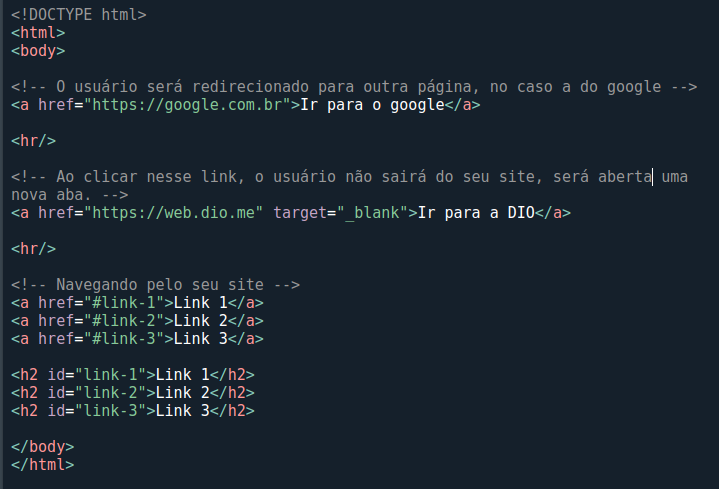 <!DOCTYPE html>
<html>
<body>
<!-- O usuário será redirecionado para outra página, no caso a do google -->
<a href="https://google.com.br">Ir para o google</a>
<hr/>
<!-- Ao clicar nesse link, o usuário não sairá do seu site, será aberta uma
nova aba. -->
<a href="https://web.dio.me" target="_blank">Ir para a DIO</a>
<hr/>
<!-- Navegando pelo seu site -->
<a href="#link-1">Link 1</a>
<a href="#link-2">Link 2</a>
<a href="#link-3">Link 3</a>
<h2 id="link-1">Link 1</h2>
<h2 id="link-2">Link 2</h2>
<h2 id="link-3">Link 3</h2>
</body>
</html>